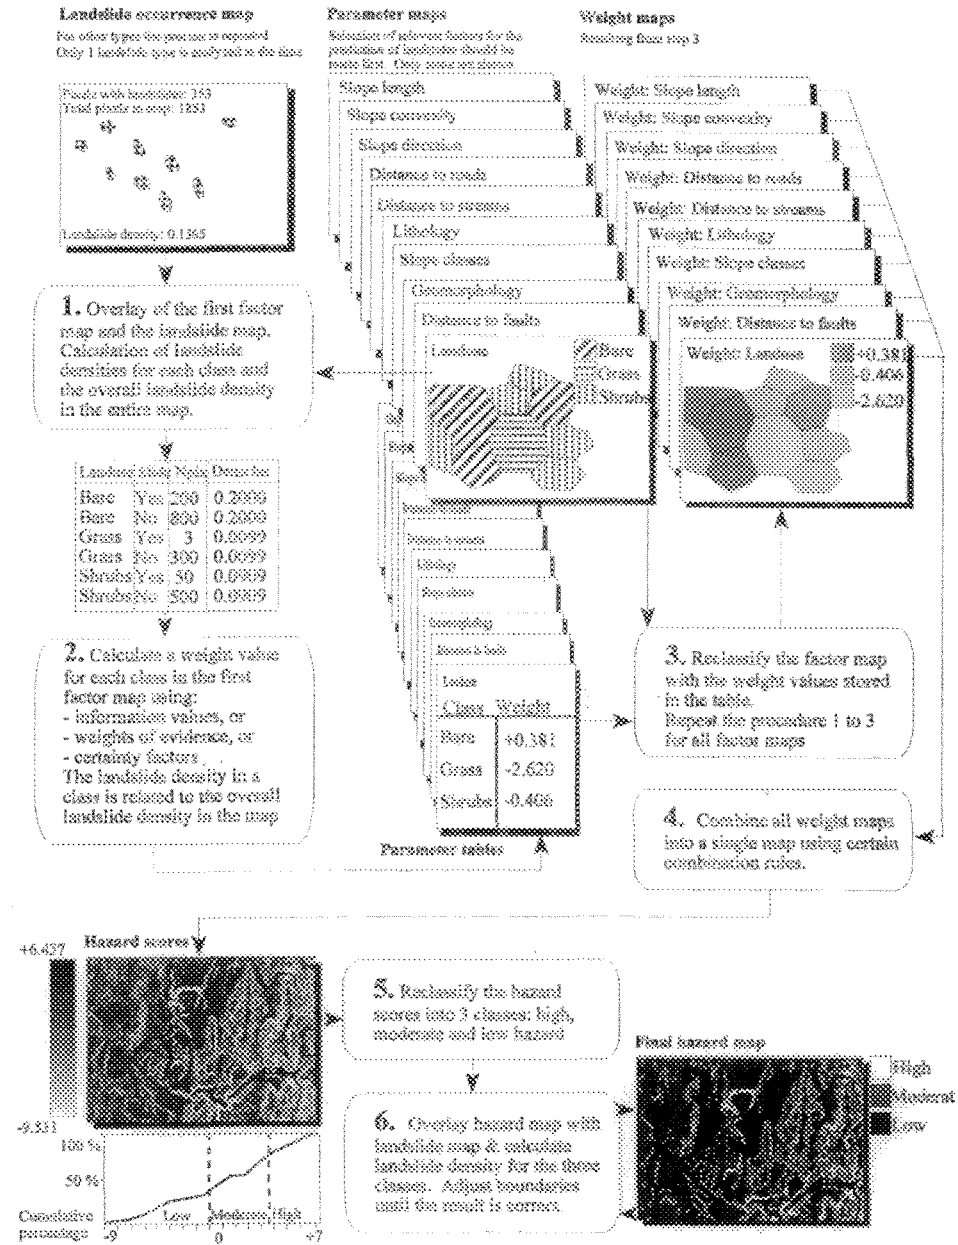 Landslide occurrence map
For other types the process is repeated
Only 1 landslide type is analyzed at the time
Pixels with landslides: 253
Total pixels in map: 1853
Landslide density: 0.1365
Parameter maps
Selection of relevant factors for the
prediction of landslides should be
made first. Only some are shown
Slope length
Slope convexity
Slope direction
Distance to roads
Distance to streams
Lithology
Slope classes
Geomorphology
Distance to faults
Landuse
Bare
Grass
Shrubs
Weight maps
Resulting from step 3
Weight: Slope length
Weight: Slope convexity
Weight: Slope direction
Weight: Distance to roads
Weight: Distance to streams
Weight: Lithology
Weight: Slope classes
Weight: Geomorphology
Weight: Distance to faults
Weight: Landuse
+0.381
-0.406
-2.620
1. Overlay of the first factor
map and the landslide map.
Calculation of landslide
densities for each class and
the overall landslide density
in the entire map.
Landuse Slide Npix Densclas
Bare Yes 200 0.2000
Bare No 800 0.2000
Grass Yes 3 0.0099
Grass No 300 0.0099
Shrubs Yes 50 0.0909
Shrubs No 500 0.0909
2. Calculate a weight value
for each class in the first
factor map using:
- information values, or
- weights of evidence, or
- certainty factors
The landslide density in a
class is related to the overall
landslide density in the map
Class Weight
Bare +0.381
Grass -2.620
Shrubs -0.406
Parameter tables
3. Reclassify the factor map
with the weight values stored
in the table.
Repeat the procedure 1 to 3
for all factor maps
4. Combine all weight maps
into a single map using certain
combination rules.
Hazard scores
+6.437
-9.531
5. Reclassify the hazard
scores into 3 classes: high,
moderate and low hazard
6. Overlay hazard map with
landslide map & calculate
landslide density for the three
classes. Adjust boundaries
until the result is correct.
Final hazard map
High
Moderat
Low
100 %
50 %
Cumulative
percentage
Low Moderate High
-9 0 +7